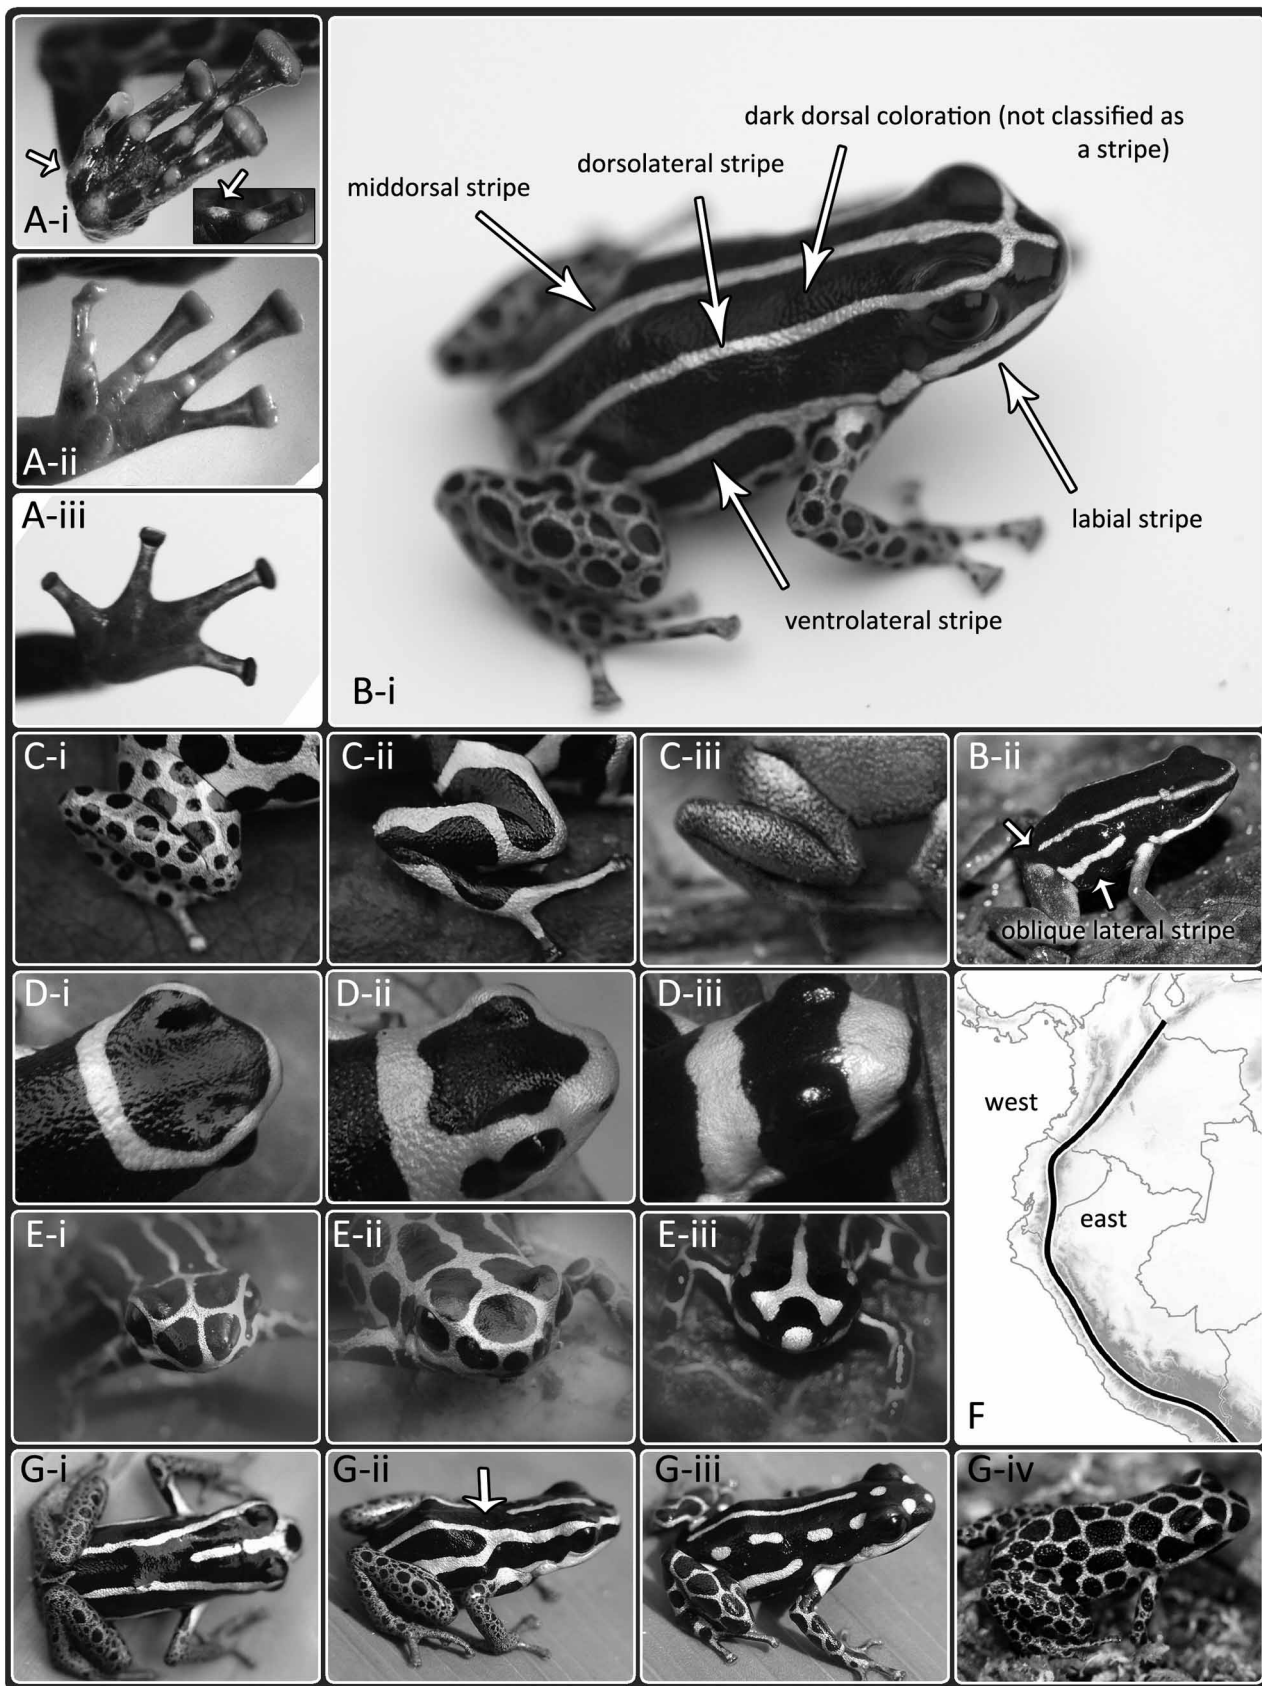 A-i
A-ii
A-iii
middorsal stripe
dorsolateral stripe
dark dorsal coloration (not classified as
a stripe)
labial stripe
ventrolateral stripe
B-i
C-i
C-ii
C-iii
B-ii
oblique lateral stripe
D-i
D-ii
D-iii
west
east
F
E-i
E-ii
E-iii
G-i
G-ii
G-iii
G-iv